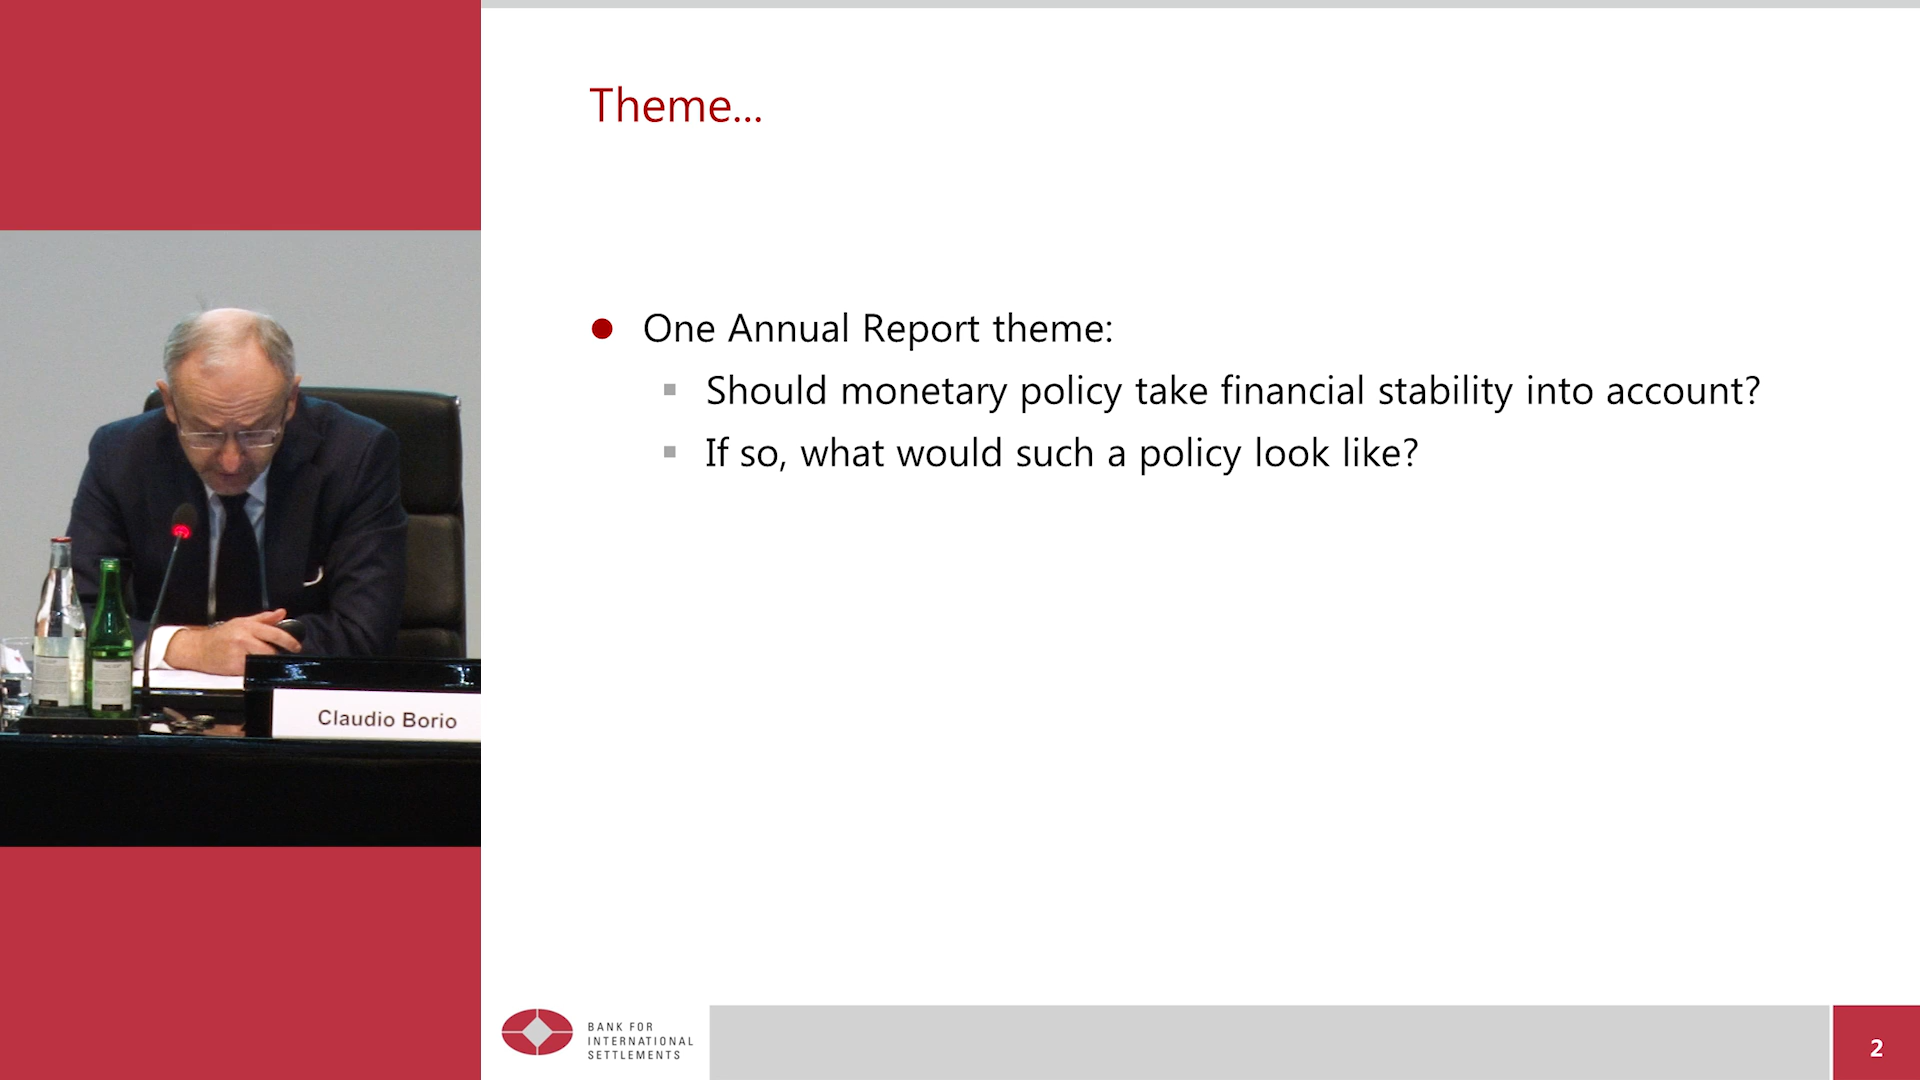 Theme...
One Annual Report theme:
Should monetary policy take financial stability into account?
If so, what would such a policy look like?
Claudio Borio
BANK FOR
INTERNATIONAL
SETTLEMENTS
2